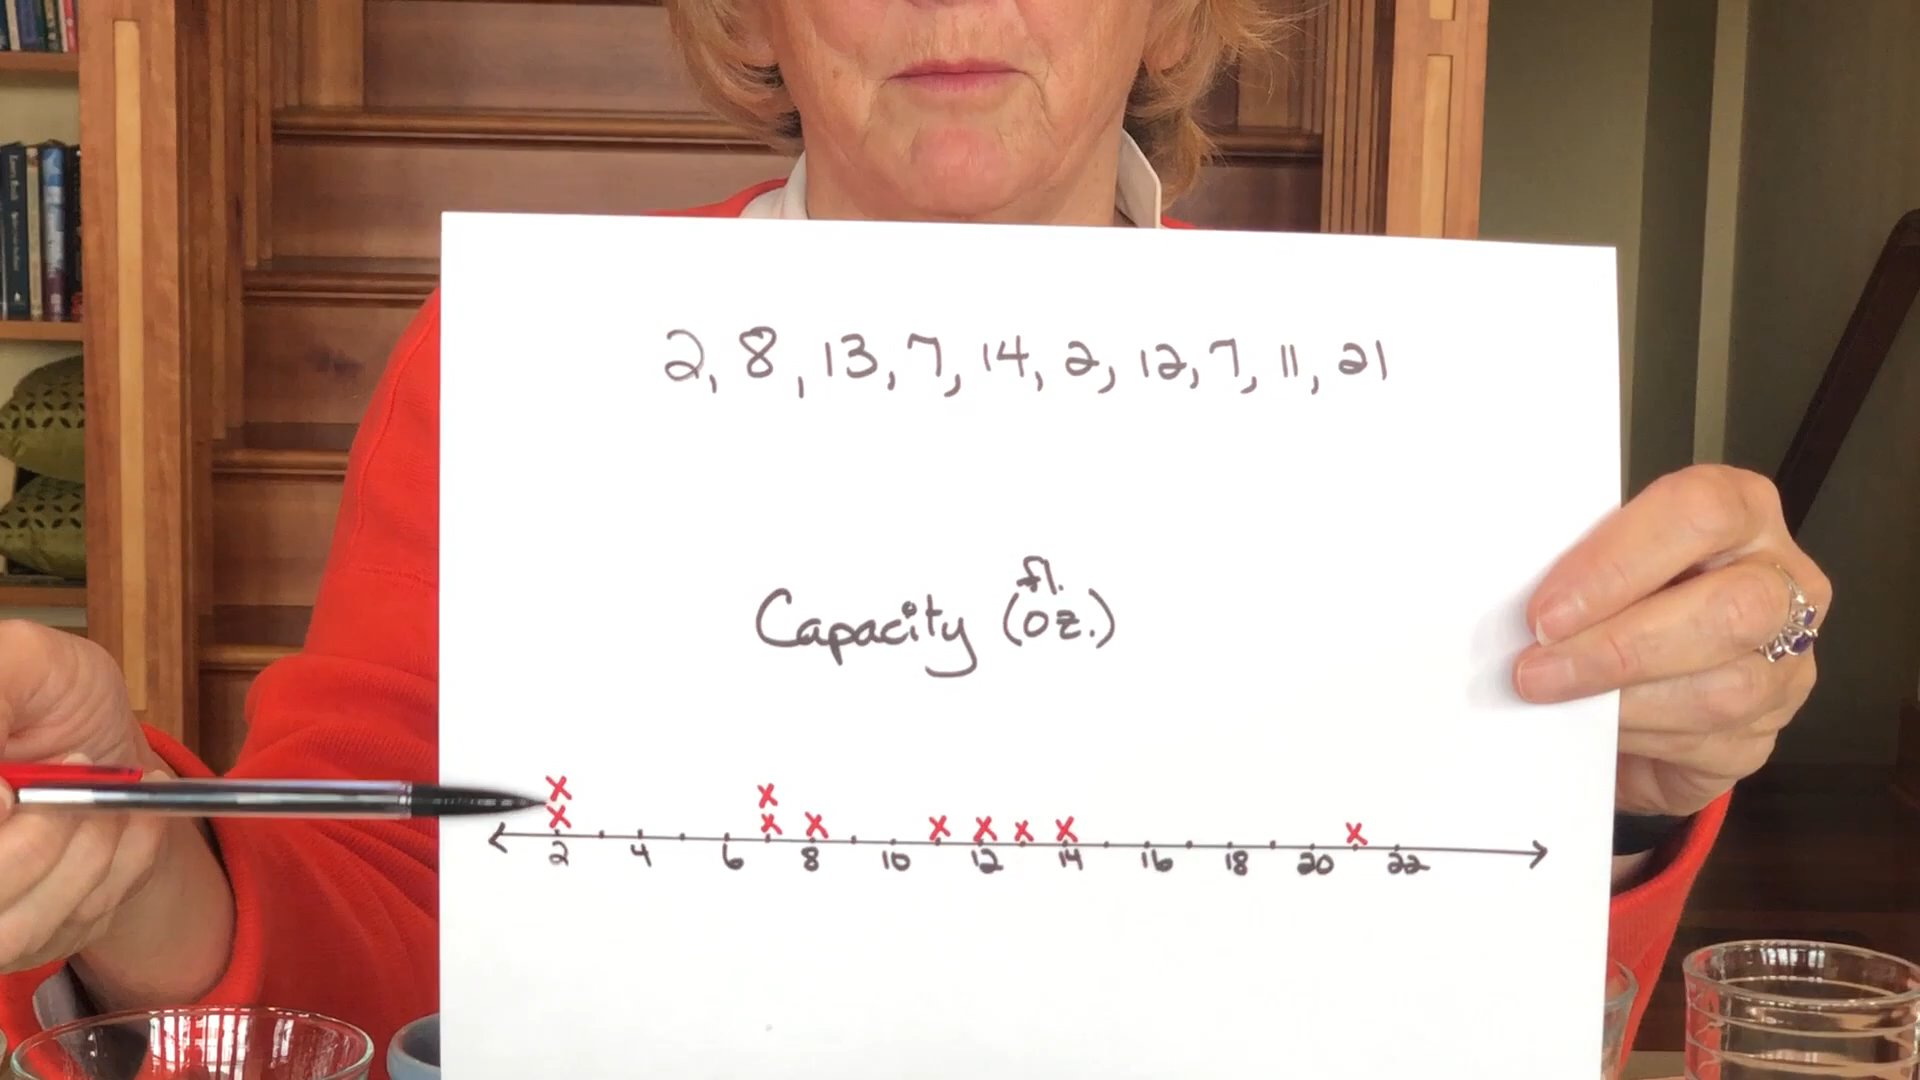 2, 8, 13, 7, 14, 2, 12, 7, 11, 21
Capacity (fl. oz.)
x x
x x x x x x x x
2 4 6 8 10 12 14 16 18 20 22